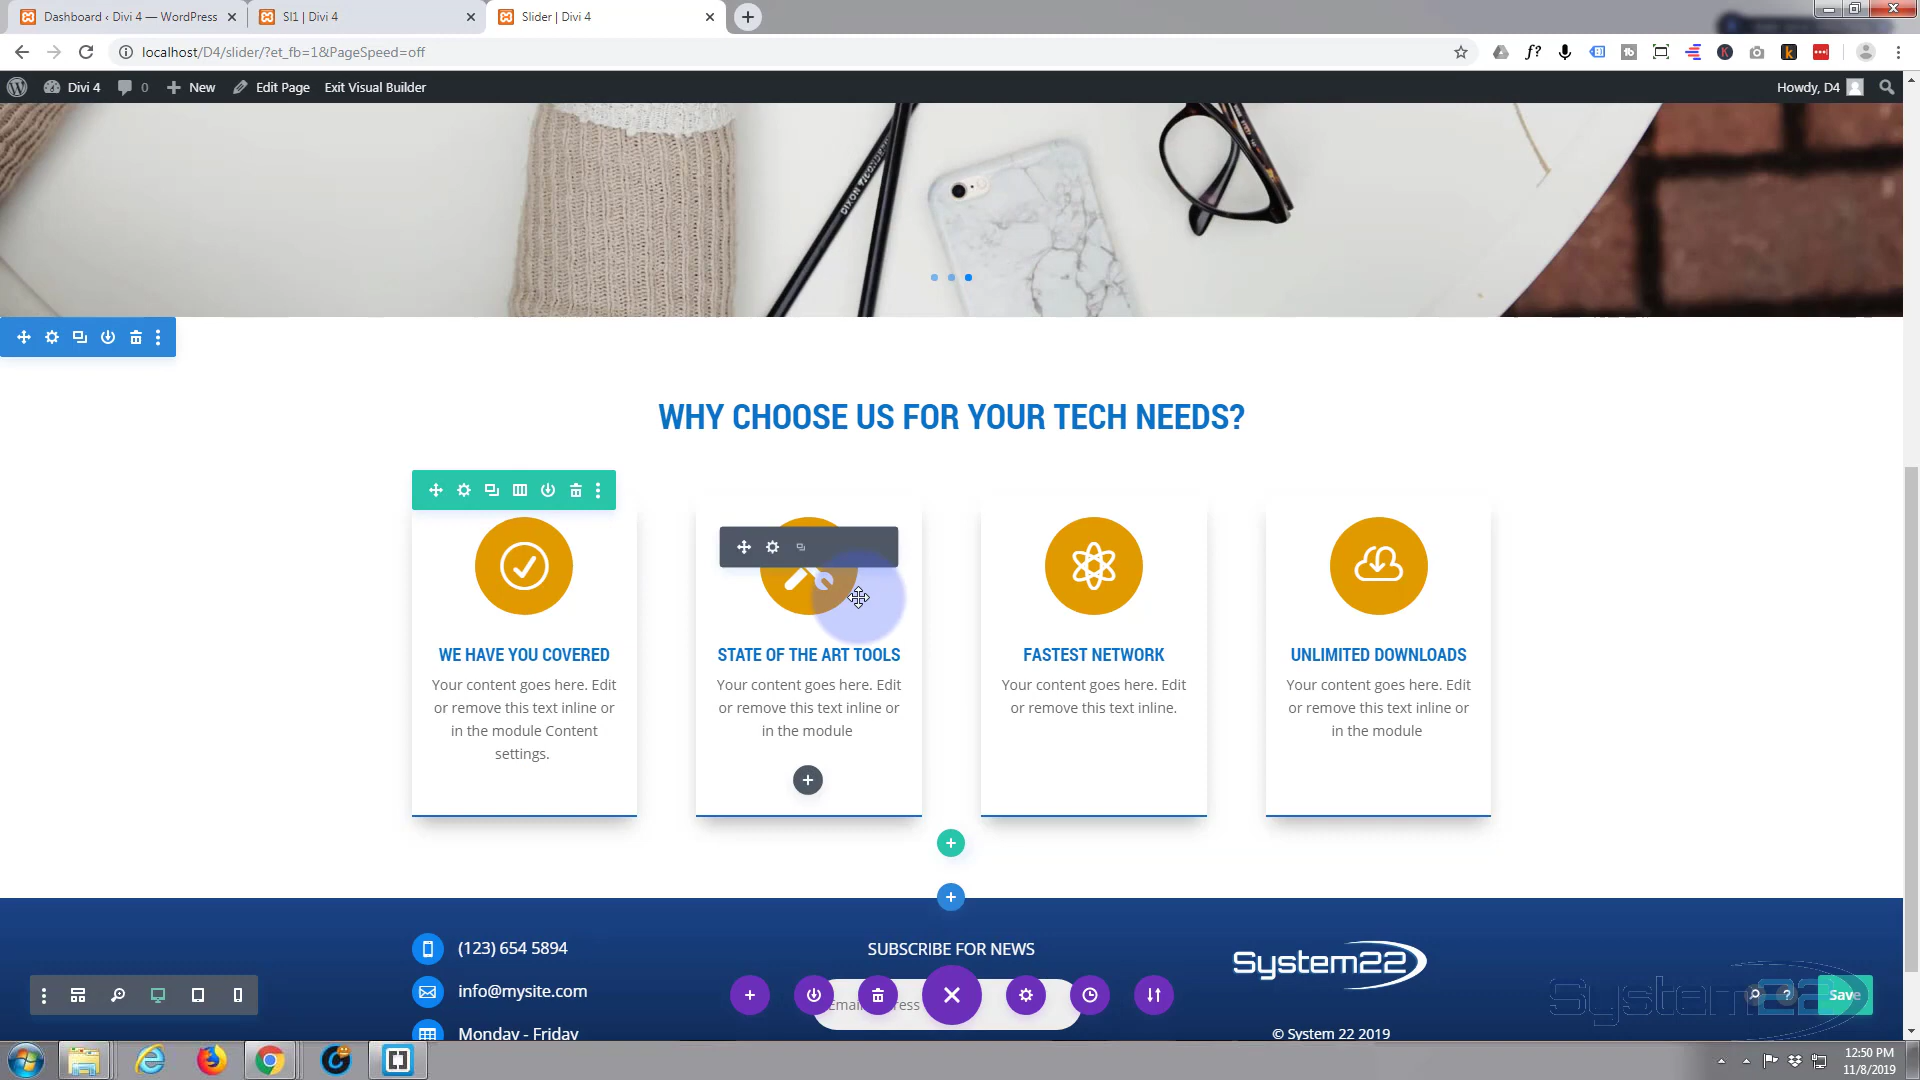 Dashboard ‹ Divi 4 — WordPress
Sl1 | Divi 4
Slider | Divi 4
localhost/D4/slider/?et_fb=1&PageSpeed=off
Divi 4
0
New
Edit Page
Exit Visual Builder
Howdy, D4
DIXON TICONDEROGA
WHY CHOOSE US FOR YOUR TECH NEEDS?
WE HAVE YOU COVERED
Your content goes here. Edit
or remove this text inline or
in the module Content
settings.
STATE OF THE ART TOOLS
Your content goes here. Edit
or remove this text inline or
in the module
FASTEST NETWORK
Your content goes here. Edit
or remove this text inline.
UNLIMITED DOWNLOADS
Your content goes here. Edit
or remove this text inline or
in the module
(123) 654 5894
info@mysite.com
Monday - Friday
SUBSCRIBE FOR NEWS
System22
© System 22 2019
System22
Save
12:50 PM
11/8/2019